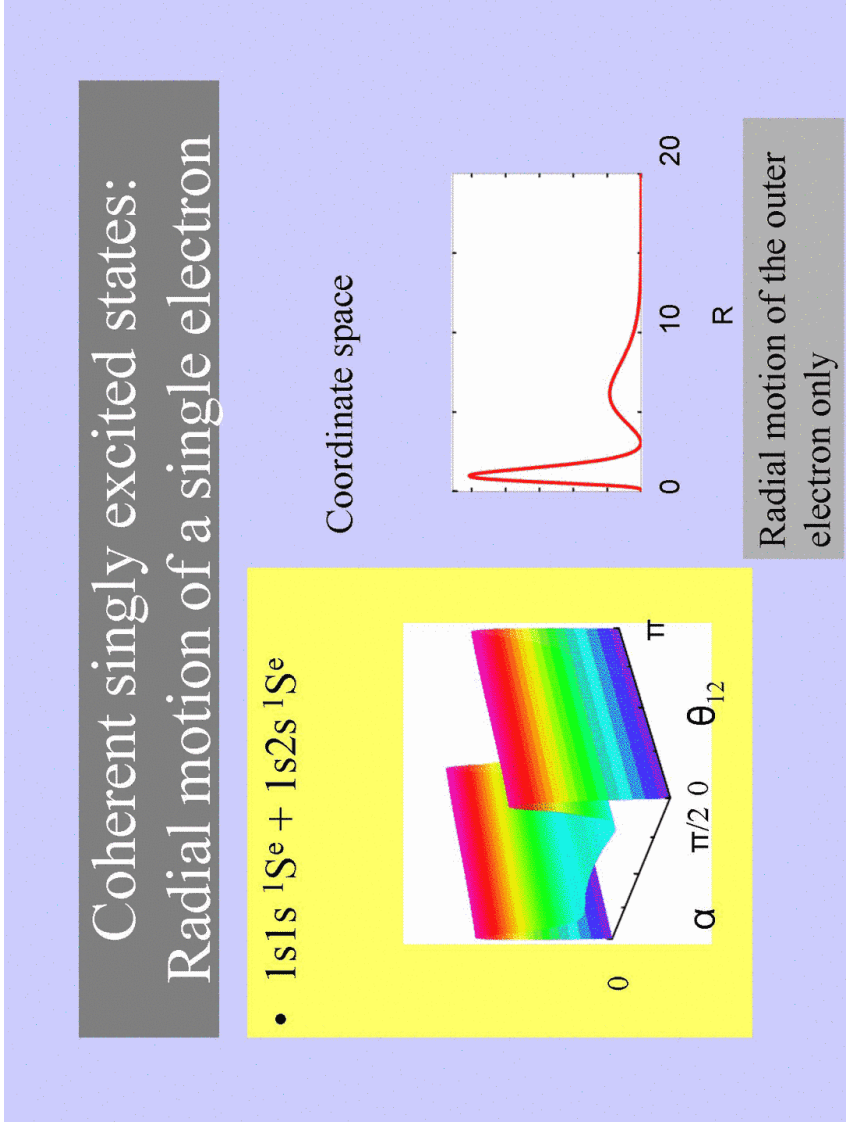 Coherent singly excited states:
Radial motion of a single electron
• 1s1s ¹Sᵉ + 1s2s ¹Sᵉ
0
α
π/2 0
θ₁₂
π
Coordinate space
0
10
20
R
Radial motion of the outer
electron only